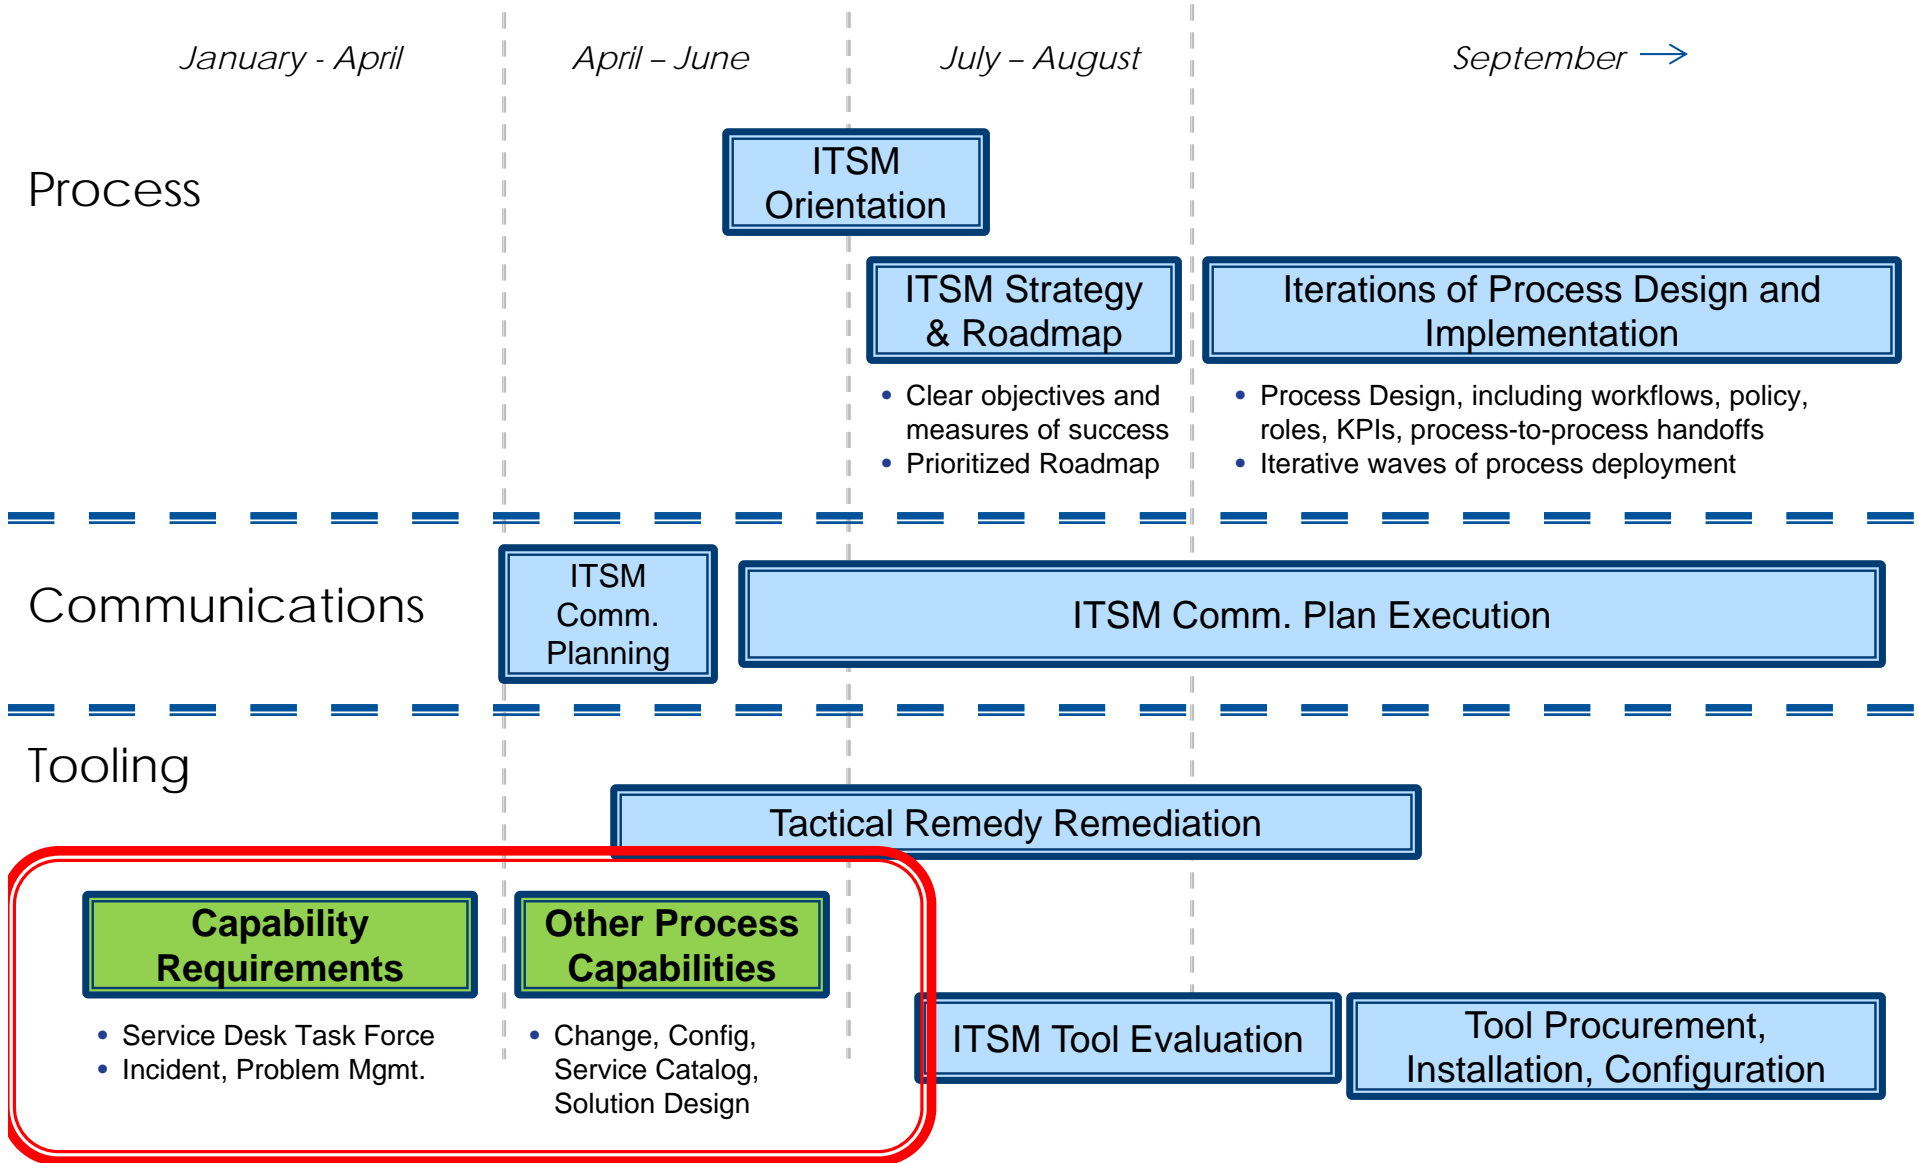 January - April
April – June
July – August
September
Process
ITSM
Orientation
ITSM Strategy
& Roadmap
Iterations of Process Design and
Implementation
• Clear objectives and
measures of success
• Prioritized Roadmap
• Process Design, including workflows, policy,
roles, KPIs, process-to-process handoffs
• Iterative waves of process deployment
Communications
ITSM
Comm.
Planning
ITSM Comm. Plan Execution
Tooling
Tactical Remedy Remediation
Capability
Requirements
Other Process
Capabilities
• Service Desk Task Force
• Incident, Problem Mgmt.
• Change, Config,
Service Catalog,
Solution Design
ITSM Tool Evaluation
Tool Procurement,
Installation, Configuration